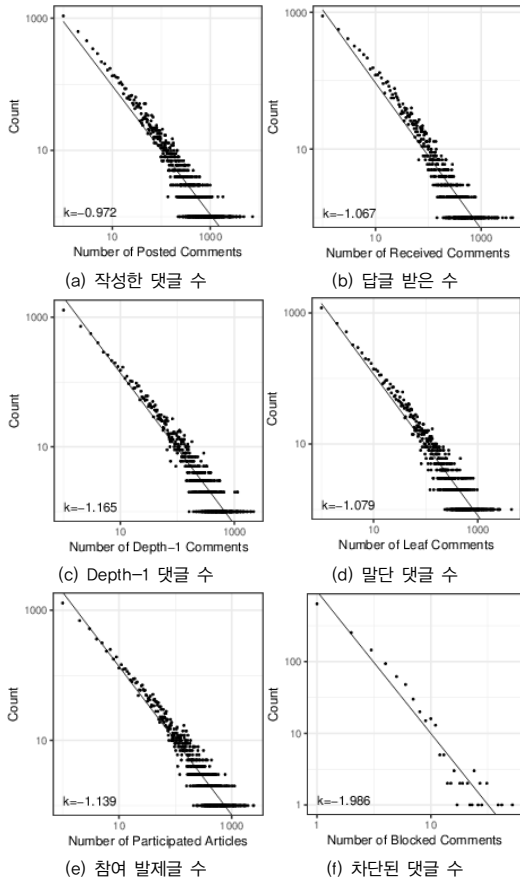 1000
10
Count
k=-0.972
10
1000
Number of Posted Comments
(a) 작성한 댓글 수
1000
10
Count
k=-1.067
10
1000
Number of Received Comments
(b) 답글 받은 수
1000
10
Count
k=-1.165
10
1000
Number of Depth-1 Comments
(c) Depth-1 댓글 수
1000
10
Count
k=-1.079
10
1000
Number of Leaf Comments
(d) 말단 댓글 수
1000
10
Count
k=-1.139
10
1000
Number of Participated Articles
(e) 참여 발제글 수
100
10
1
Count
k=-1.986
1
10
Number of Blocked Comments
(f) 차단된 댓글 수